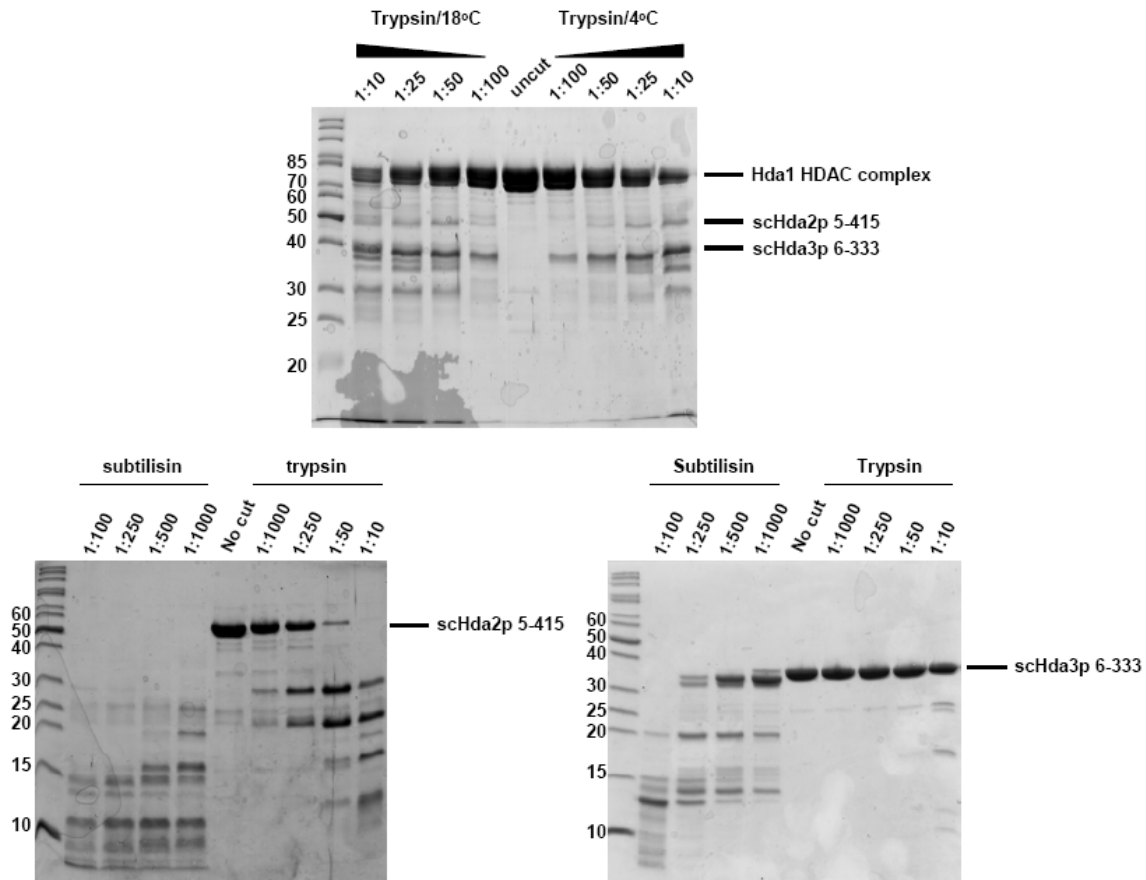 Trypsin/18ºC Trypsin/4ºC
1:10 1:25 1:50 1:100 uncut 1:100 1:50 1:25 1:10
85
70
60
50
40
30
25
20
Hda1 HDAC complex
scHda2p 5-415
scHda3p 6-333
subtilisin trypsin
1:100 1:250 1:500 1:1000 No cut 1:1000 1:250 1:50 1:10
60
50
40
30
25
20
15
10
scHda2p 5-415
Subtilisin Trypsin
1:100 1:250 1:500 1:1000 No cut 1:1000 1:250 1:50 1:10
60
50
40
30
25
20
15
10
scHda3p 6-333